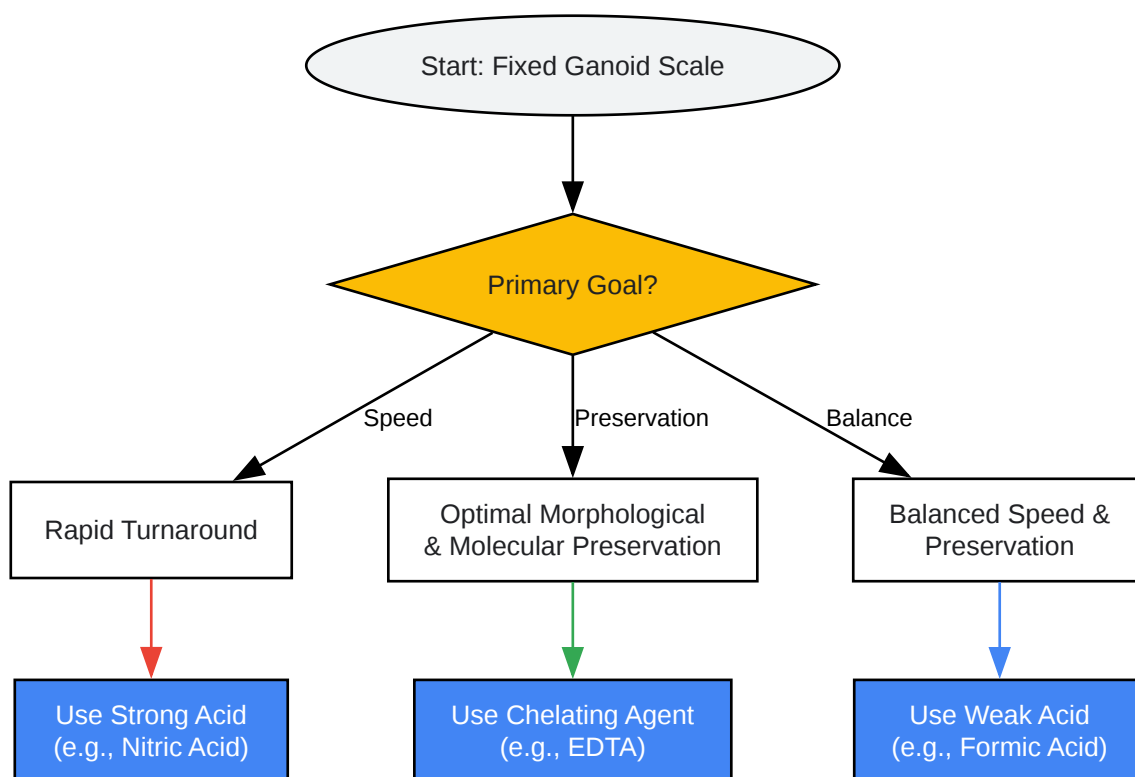 Start: Fixed Ganoid Scale
Primary Goal?
Speed
Preservation
Balance
Rapid Turnaround
Optimal Morphological
& Molecular Preservation
Balanced Speed &
Preservation
Use Strong Acid
(e.g., Nitric Acid)
Use Chelating Agent
(e.g., EDTA)
Use Weak Acid
(e.g., Formic Acid)